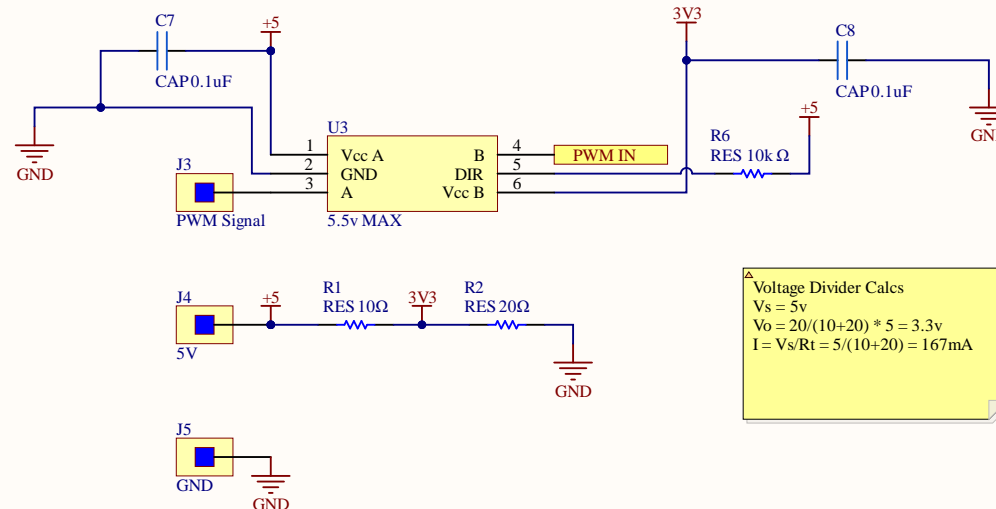 C7
+5
CAP 0.1uF
GND
3V3
C8
CAP 0.1uF
GND
U3
1
Vcc A
2
GND
3
A
B
4
DIR
5
Vcc B
6
5.5v MAX
PWM IN
R6
RES 10k Ω
+5
J3
PWM Signal
J4
5V
+5
R1
RES 10Ω
3V3
R2
RES 20Ω
GND
J5
GND
GND
Voltage Divider Calcs
Vs = 5v
Vo = 20/(10+20) * 5 = 3.3v
I = Vs/Rt = 5/(10+20) = 167mA